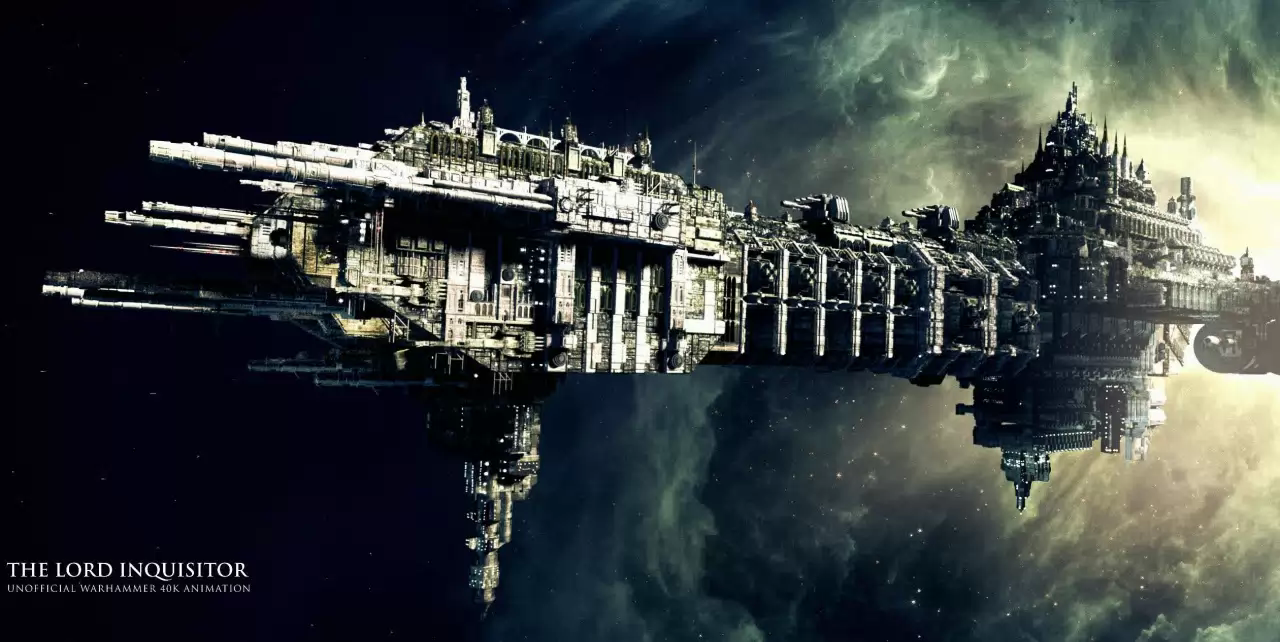 THE LORD INQUISITOR
UNOFFICIAL WARHAMMER 40K ANIMATION